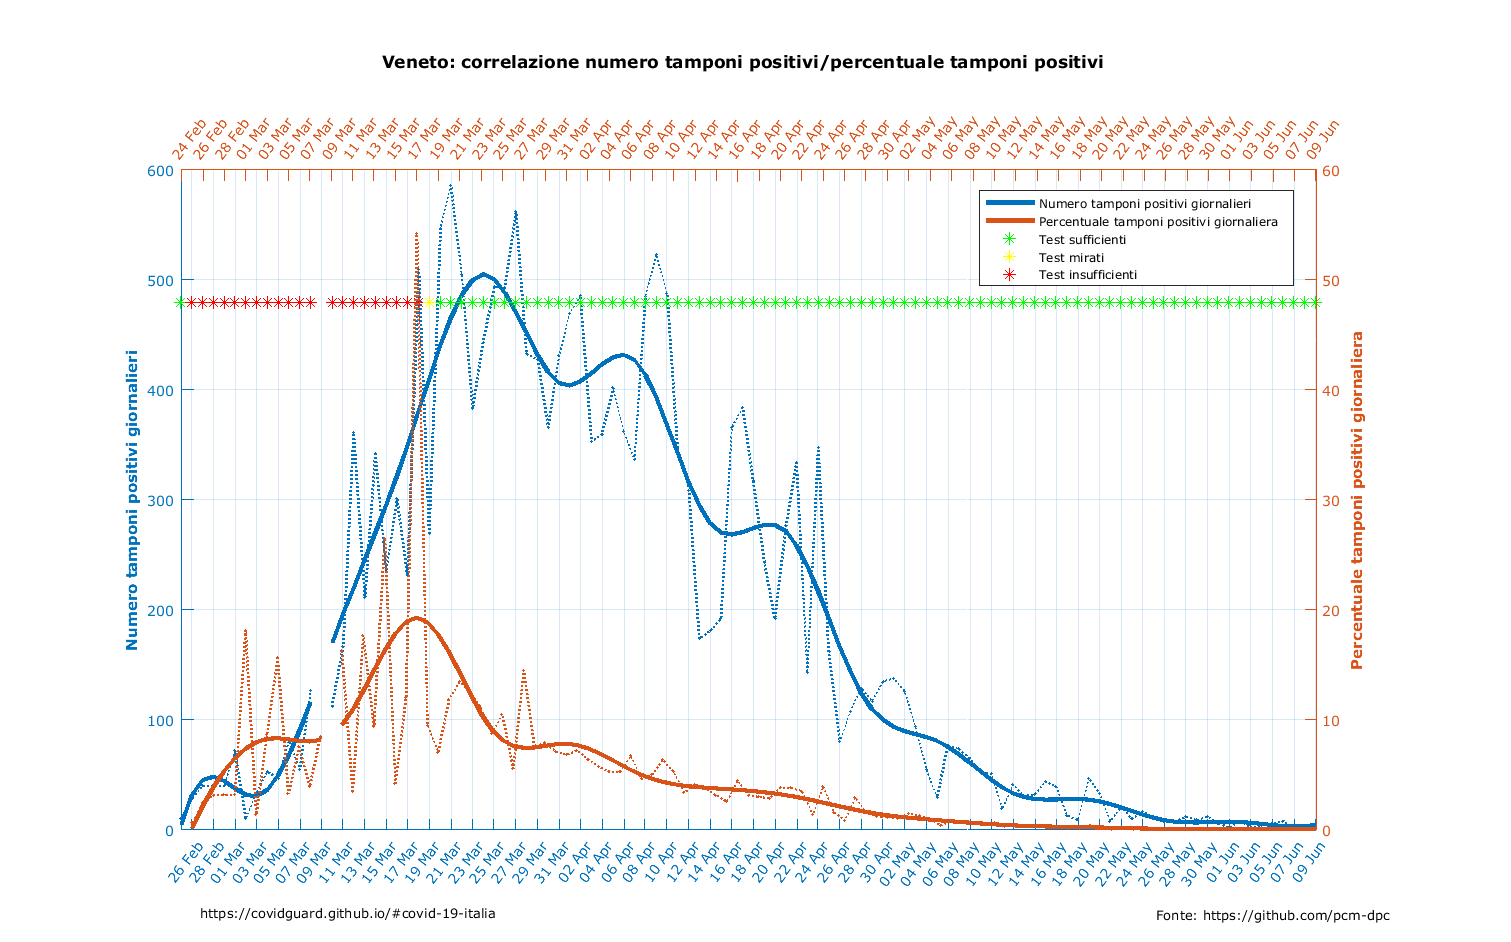 Veneto: correlazione numero tamponi positivi/percentuale tamponi positivi
24 Feb 26 Feb 28 Feb 01 Mar 03 Mar 05 Mar 07 Mar 09 Mar 11 Mar 13 Mar 15 Mar 17 Mar 19 Mar 21 Mar 23 Mar 25 Mar 27 Mar 29 Mar 31 Mar 02 Apr 04 Apr 06 Apr 08 Apr 10 Apr 12 Apr 14 Apr 16 Apr 18 Apr 20 Apr 22 Apr 24 Apr 26 Apr 28 Apr 30 Apr 02 May 04 May 06 May 08 May 10 May 12 May 14 May 16 May 18 May 20 May 22 May 24 May 26 May 28 May 30 May 01 Jun 03 Jun 05 Jun 07 Jun 09 Jun
Numero tamponi positivi giornalieri
600
500
400
300
200
100
0
Numero tamponi positivi giornalieri
Percentuale tamponi positivi giornaliera
Test sufficienti
Test mirati
Test insufficienti
60
50
40
30
20
10
0
Percentuale tamponi positivi giornaliera
26 Feb 28 Feb 01 Mar 03 Mar 05 Mar 07 Mar 09 Mar 11 Mar 13 Mar 15 Mar 17 Mar 19 Mar 21 Mar 23 Mar 25 Mar 27 Mar 29 Mar 31 Mar 02 Apr 04 Apr 06 Apr 08 Apr 10 Apr 12 Apr 14 Apr 16 Apr 18 Apr 20 Apr 22 Apr 24 Apr 26 Apr 28 Apr 30 Apr 02 May 04 May 06 May 08 May 10 May 12 May 14 May 16 May 18 May 20 May 22 May 24 May 26 May 28 May 30 May 01 Jun 03 Jun 05 Jun 07 Jun 09 Jun
https://covidguard.github.io/#covid-19-italia
Fonte: https://github.com/pcm-dpc